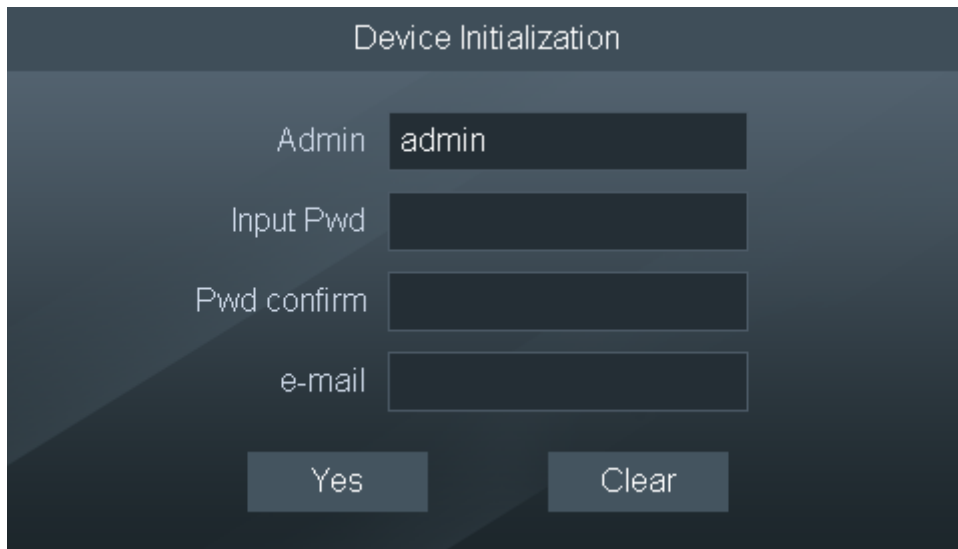 Device Initialization
Admin admin
Input Pwd
Pwd confirm
e-mail
Yes Clear